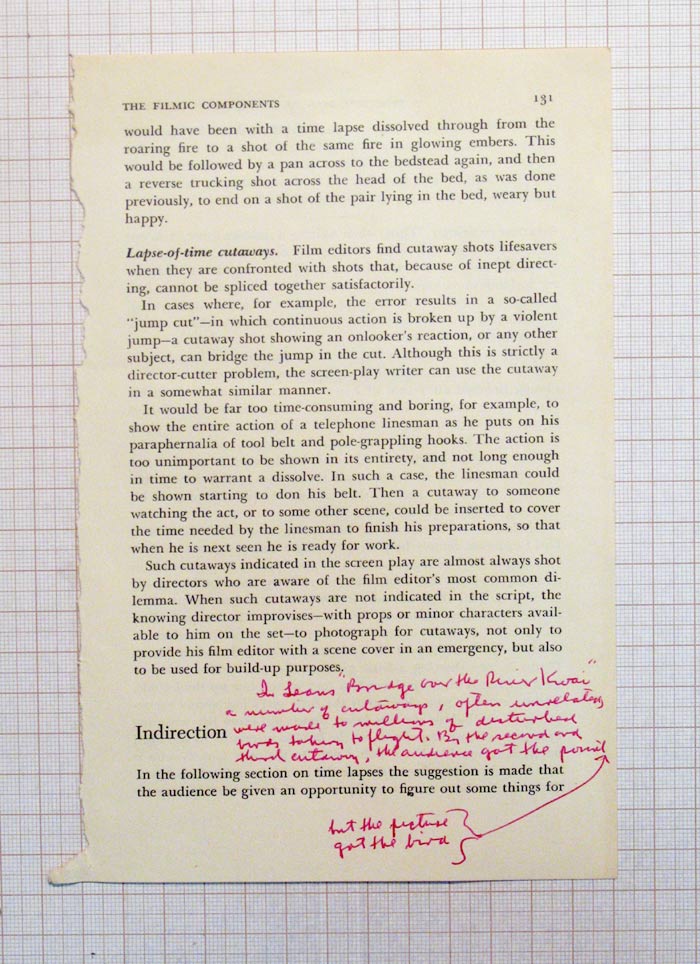 THE FILMIC COMPONENTS 131
would have been with a time lapse dissolved through from the
roaring fire to a shot of the same fire in glowing embers. This
would be followed by a pan across to the bedstead again, and then
a reverse trucking shot across the head of the bed, as was done
previously, to end on a shot of the pair lying in the bed, weary but
happy.
Lapse-of-time cutaways. Film editors find cutaway shots lifesavers
when they are confronted with shots that, because of inept direct-
ing, cannot be spliced together satisfactorily.
In cases where, for example, the error results in a so-called
"jump cut"—in which continuous action is broken up by a violent
jump—a cutaway shot showing an onlooker's reaction, or any other
subject, can bridge the jump in the cut. Although this is strictly a
director-cutter problem, the screen-play writer can use the cutaway
in a somewhat similar manner.
It would be far too time-consuming and boring, for example, to
show the entire action of a telephone linesman as he puts on his
paraphernalia of tool belt and pole-grappling hooks. The action is
too unimportant to be shown in its entirety, and not long enough
in time to warrant a dissolve. In such a case, the linesman could
be shown starting to don his belt. Then a cutaway to someone
watching the act, or to some other scene, could be inserted to cover
the time needed by the linesman to finish his preparations, so that
when he is next seen he is ready for work.
Such cutaways indicated in the screen play are almost always shot
by directors who are aware of the film editor's most common di-
lemma. When such cutaways are not indicated in the script, the
knowing director improvises—with props or minor characters avail-
able to him on the set—to photograph for cutaways, not only to
provide his film editor with a scene cover in an emergency, but also
to be used for build-up purposes.
In Leans "Bridge over the River Kwai"
a number of cutaways, often unrelated,
were made to millions of disturbed
birds taking to flight. By the second and
third cutaway, the audience got the point
Indirection
In the following section on time lapses the suggestion is made that
the audience be given an opportunity to figure out some things for
but the picture
got the bird